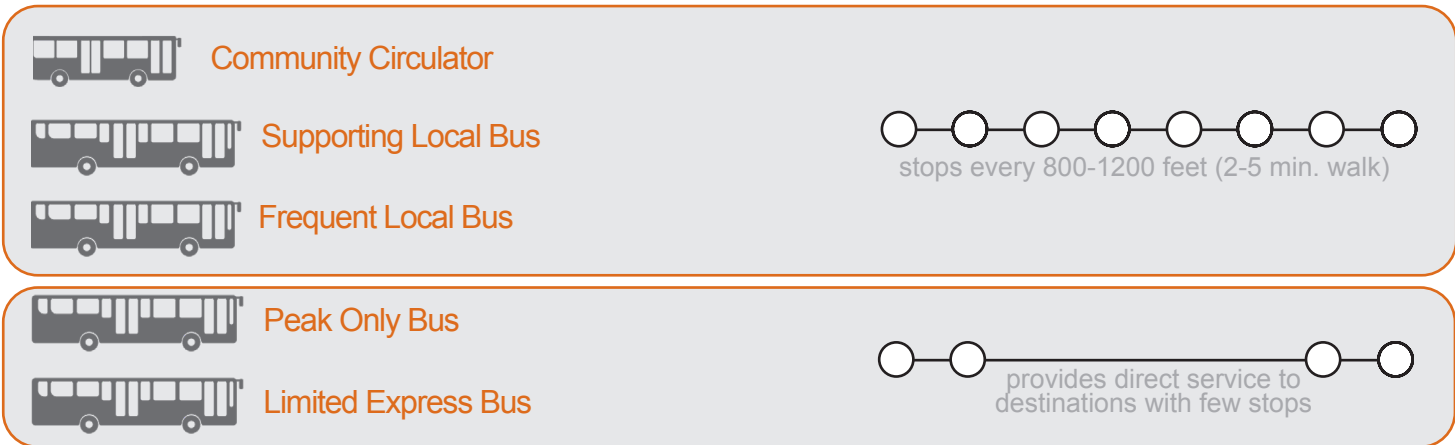 Community Circulator
Supporting Local Bus
stops every 800-1200 feet (2-5 min. walk)
Frequent Local Bus
Peak Only Bus
provides direct service to
destinations with few stops
Limited Express Bus